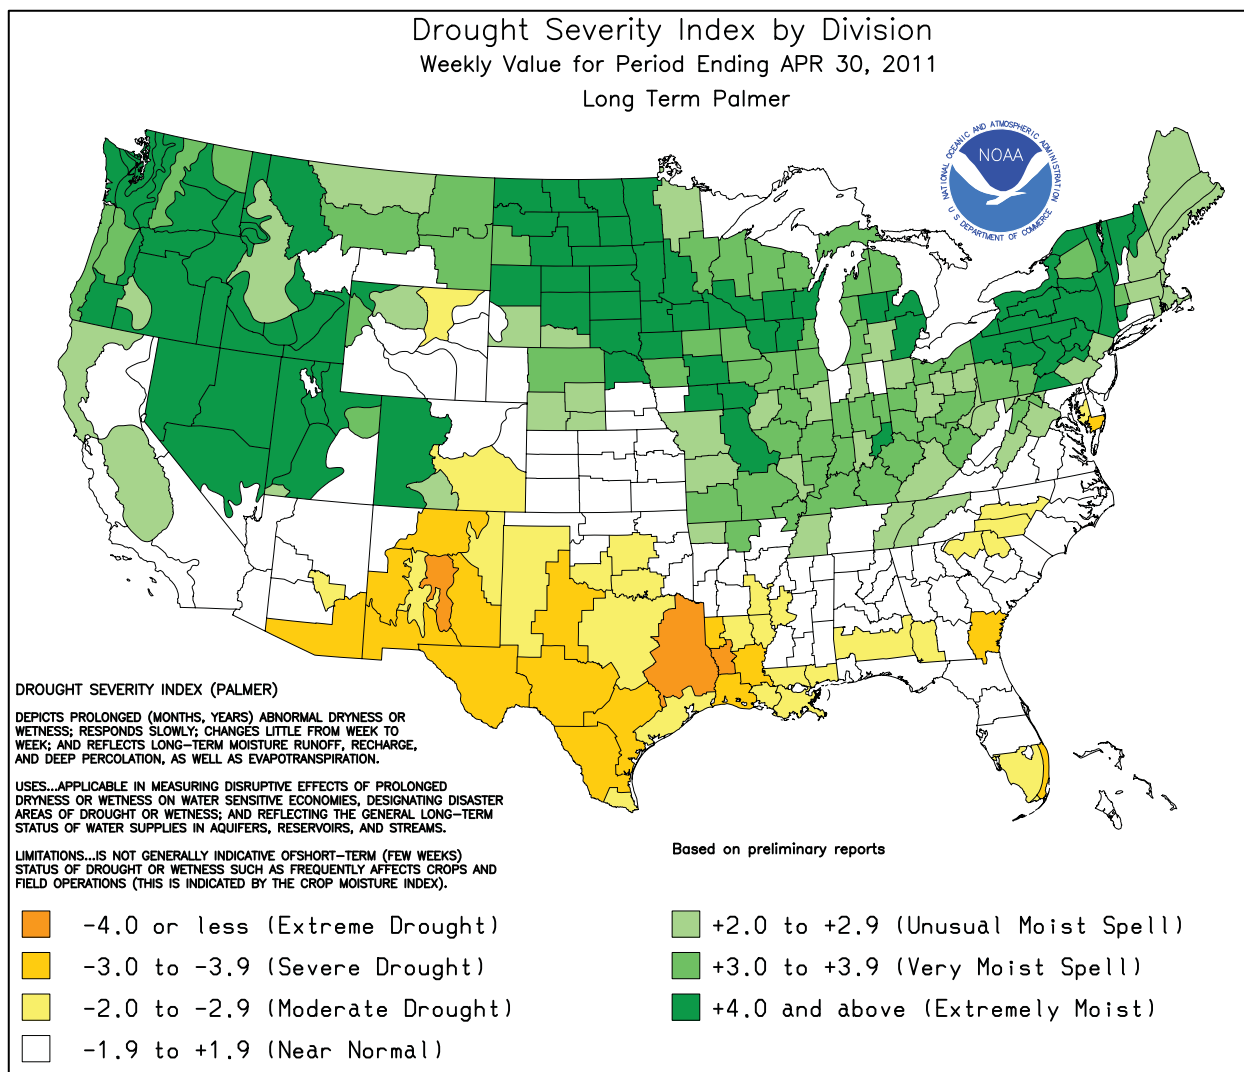 Drought Severity Index by Division
Weekly Value for Period Ending APR 30, 2011
Long Term Palmer
NATIONAL OCEANIC AND ATMOSPHERIC ADMINISTRATION
NOAA
U S DEPARTMENT OF COMMERCE
DROUGHT SEVERITY INDEX (PALMER)
DEPICTS PROLONGED (MONTHS, YEARS) ABNORMAL DRYNESS OR
WETNESS; RESPONDS SLOWLY; CHANGES LITTLE FROM WEEK TO
WEEK; AND REFLECTS LONG-TERM MOISTURE RUNOFF, RECHARGE,
AND DEEP PERCOLATION, AS WELL AS EVAPOTRANSPIRATION.
USES...APPLICABLE IN MEASURING DISRUPTIVE EFFECTS OF PROLONGED
DRYNESS OR WETNESS ON WATER SENSITIVE ECONOMIES, DESIGNATING DISASTER
AREAS OF DROUGHT OR WETNESS; AND REFLECTING THE GENERAL LONG-TERM
STATUS OF WATER SUPPLIES IN AQUIFERS, RESERVOIRS, AND STREAMS.
LIMITATIONS...IS NOT GENERALLY INDICATIVE OFSHORT-TERM (FEW WEEKS)
STATUS OF DROUGHT OR WETNESS SUCH AS FREQUENTLY AFFECTS CROPS AND
FIELD OPERATIONS (THIS IS INDICATED BY THE CROP MOISTURE INDEX).
Based on preliminary reports
-4.0 or less (Extreme Drought)
-3.0 to -3.9 (Severe Drought)
-2.0 to -2.9 (Moderate Drought)
-1.9 to +1.9 (Near Normal)
+2.0 to +2.9 (Unusual Moist Spell)
+3.0 to +3.9 (Very Moist Spell)
+4.0 and above (Extremely Moist)